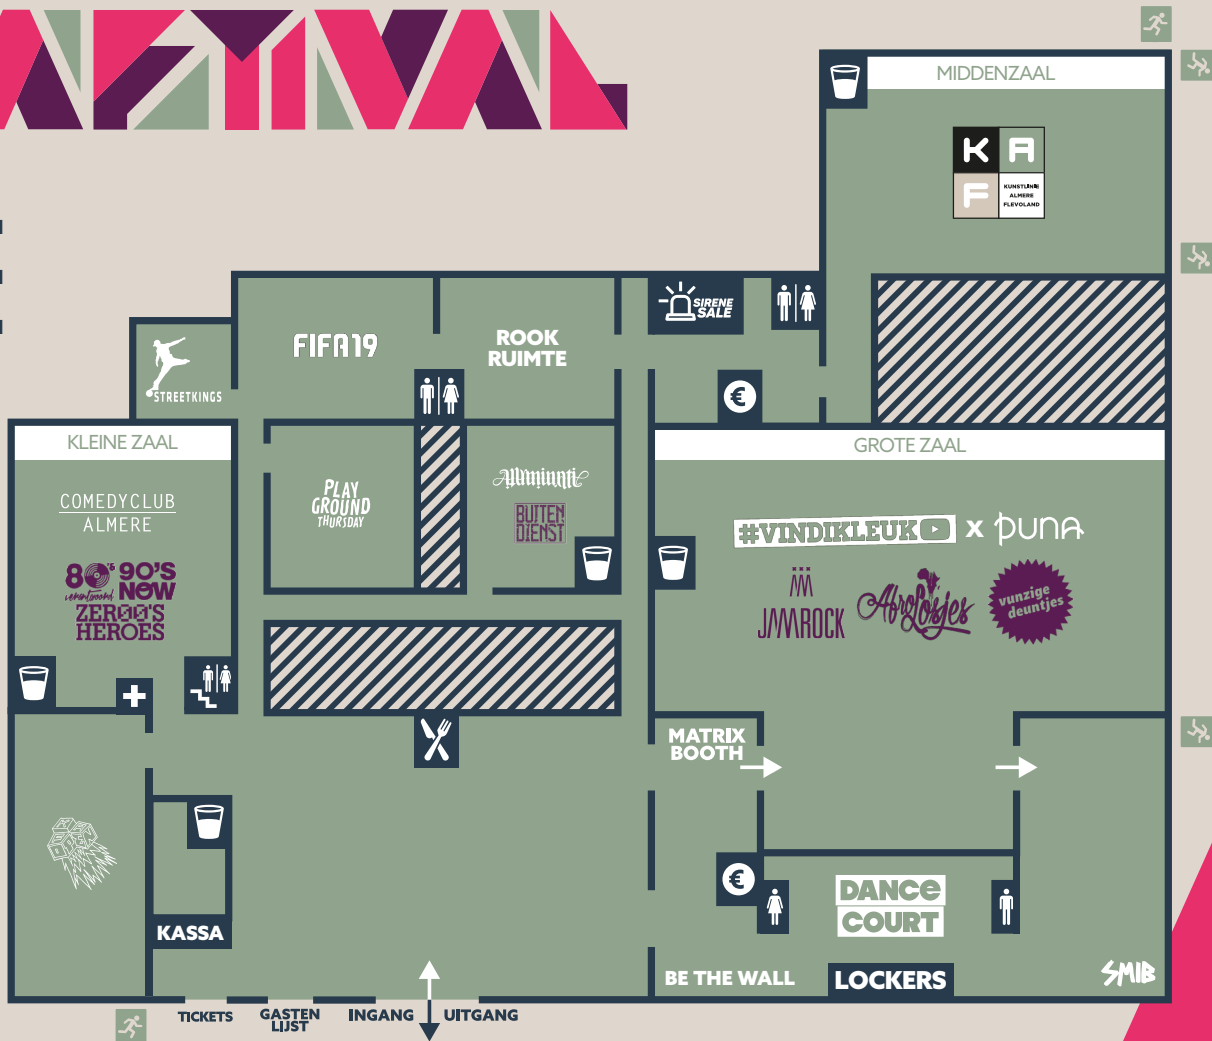 MIDDENZAAL
K A
F
KUNSTLINIE
ALMERE
FLEVOLAND
SIRENE
SALE
FIFA19
ROOK
RUIMTE
STREETKINGS
€
KLEINE ZAAL
GROTE ZAAL
COMEDYCLUB
ALMERE
PLAY
GROUND
THURSDAY
BUITEN
DIENST
#VINDIKLEUK X PUNA
80'S
verantwoord
90'S
NOW
ZEROO'S
HEROES
JAMROCK
AfroLosjes
vunzige
deuntjes
MATRIX
BOOTH
€
DANCE
COURT
KASSA
BE THE WALL
LOCKERS
SMIB
TICKETS
GASTEN
LIJST
INGANG
UITGANG